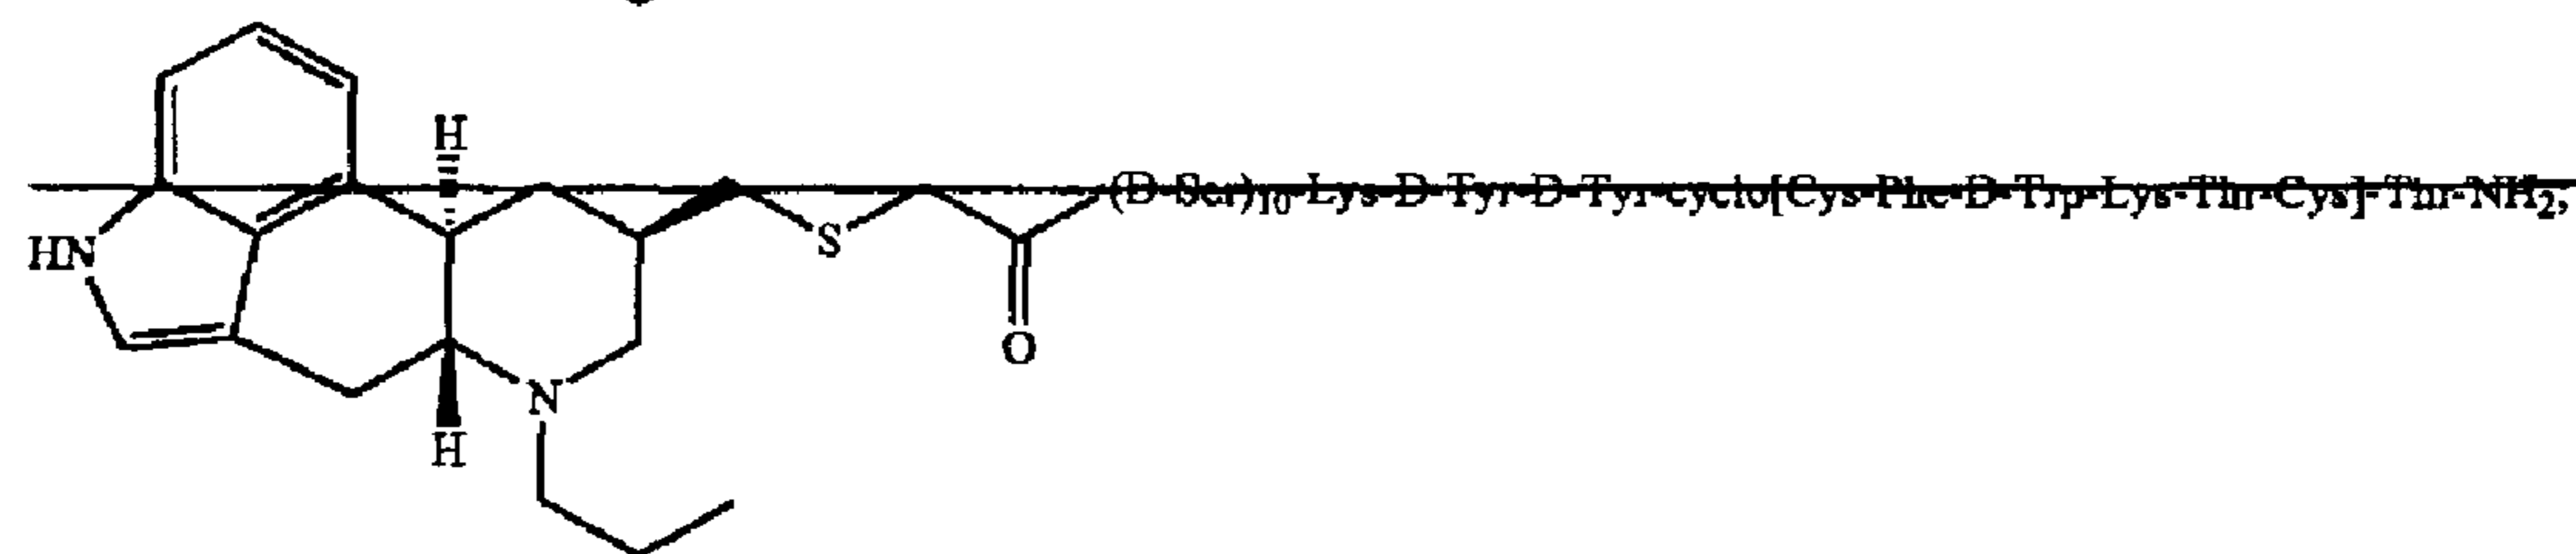 H
(D-Ser)10-Lys-D-Tyr-D-Tyr-cyclo[Cys-Phe-D-Trp-Lys-Thr-Cys]-Thr-NH2,
HN
S
O
N
H